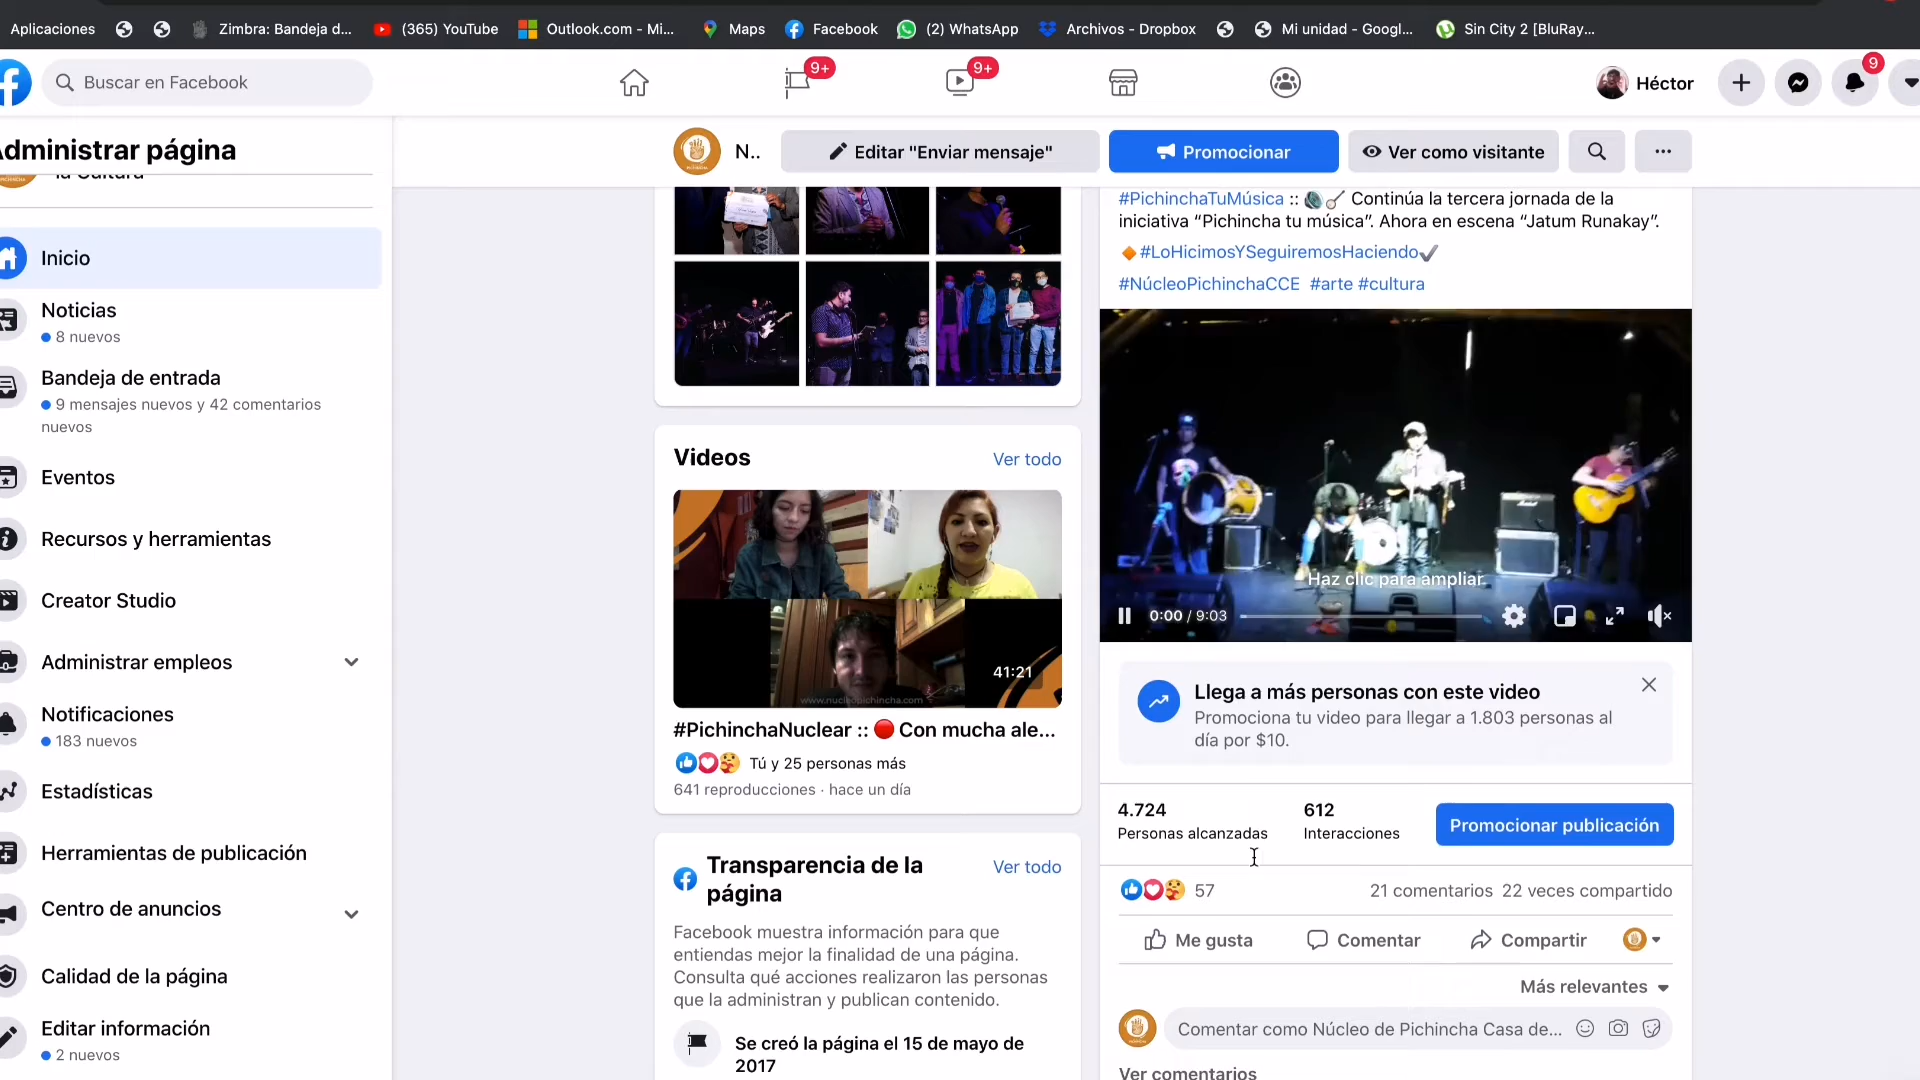 Aplicaciones
Zimbra: Bandeja d...
(365) YouTube
Outlook.com - Mi...
Maps
Facebook
(2) WhatsApp
Archivos - Dropbox
Mi unidad - Googl...
Sin City 2 [BluRay...
Buscar en Facebook
9+
9+
Héctor
9
dministrar página
la Cultura
Inicio
Noticias
8 nuevos
Bandeja de entrada
9 mensajes nuevos y 42 comentarios
nuevos
Eventos
Recursos y herramientas
Creator Studio
Administrar empleos
Notificaciones
183 nuevos
Estadísticas
Herramientas de publicación
Centro de anuncios
Calidad de la página
Editar información
2 nuevos
N..
Editar "Enviar mensaje"
Promocionar
Ver como visitante
Videos
Ver todo
41:21
www.nucleopichincha.com
#PichinchaNuclear :: 🔴 Con mucha ale...
Tú y 25 personas más
641 reproducciones · hace un día
Transparencia de la
página
Ver todo
Facebook muestra información para que
entiendas mejor la finalidad de una página.
Consulta qué acciones realizaron las personas
que la administran y publican contenido.
Se creó la página el 15 de mayo de
2017
#PichinchaTuMúsica :: 🪘🪕 Continúa la tercera jornada de la
iniciativa “Pichincha tu música”. Ahora en escena “Jatum Runakay”.
🔸#LoHicimosYSeguiremosHaciendo✔
#NúcleoPichinchaCCE #arte #cultura
Haz clic para ampliar
0:00 / 9:03
Llega a más personas con este video
Promociona tu video para llegar a 1.803 personas al
día por $10.
4.724
Personas alcanzadas
612
Interacciones
Promocionar publicación
57
21 comentarios 22 veces compartido
Me gusta
Comentar
Compartir
Más relevantes
Comentar como Núcleo de Pichincha Casa de...
Ver comentarios